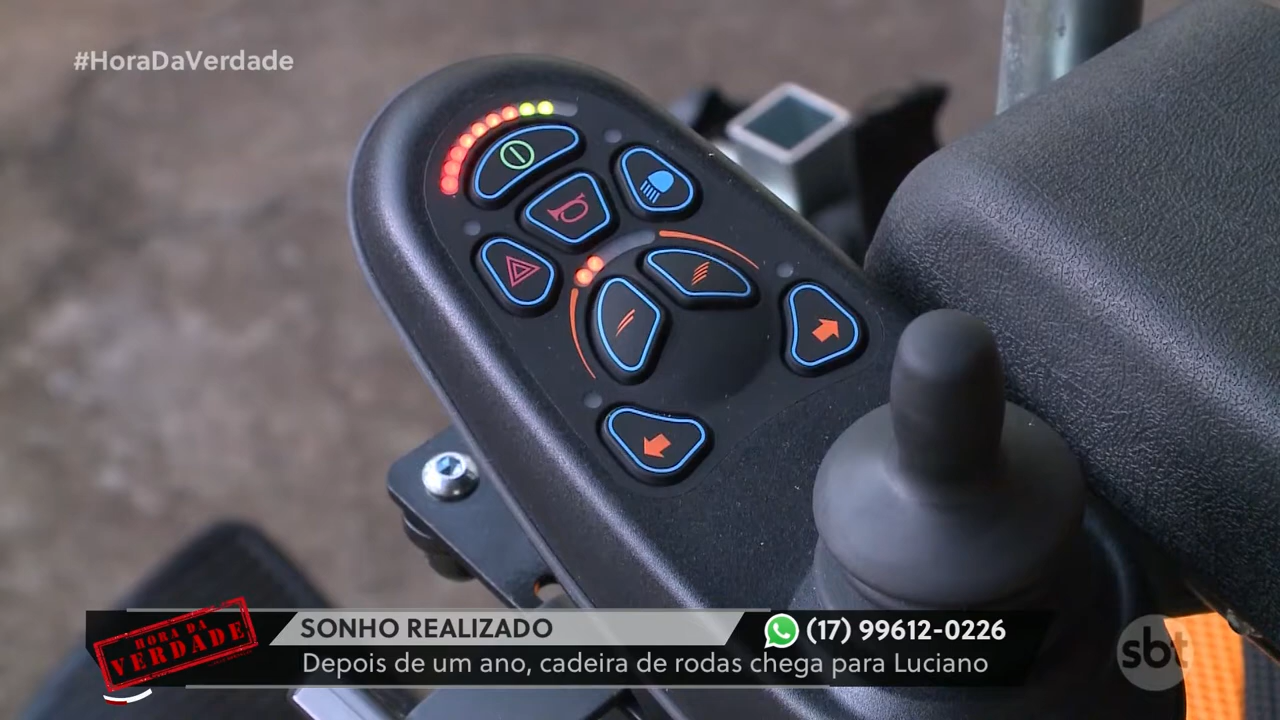 #HoraDaVerdade
HORA DA
VERDADE
SONHO REALIZADO
(17) 99612-0226
Depois de um ano, cadeira de rodas chega para Luciano
sbt